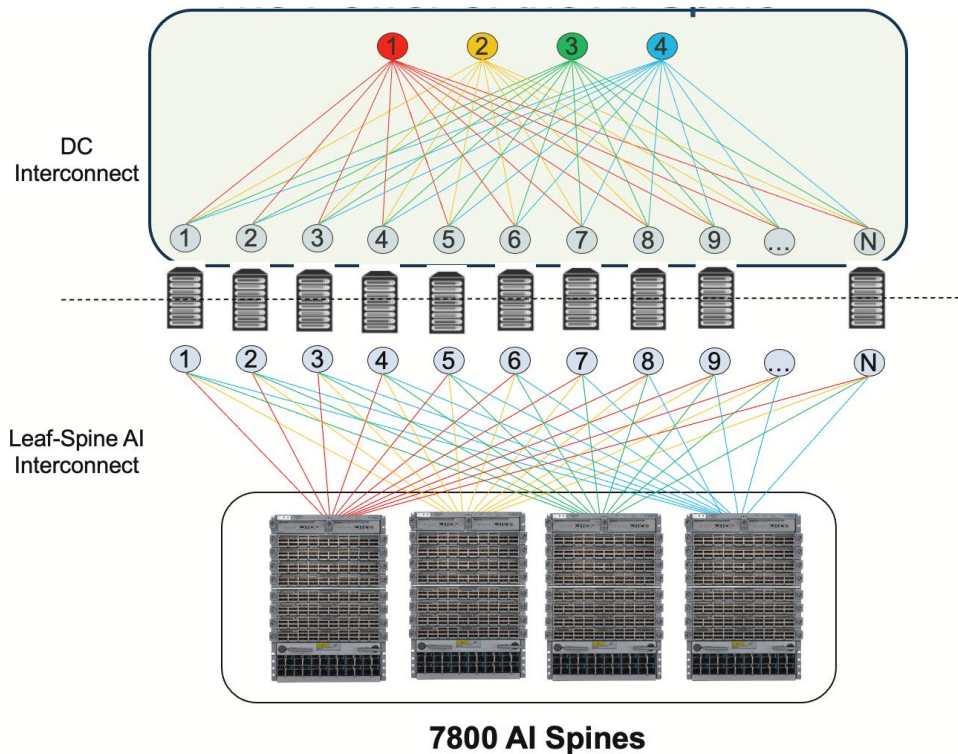 1 2 3 4
DC
Interconnect
1 2 3 4 5 6 7 8 9 ... N
1 2 3 4 5 6 7 8 9 ... N
Leaf-Spine AI
Interconnect
7800 AI Spines